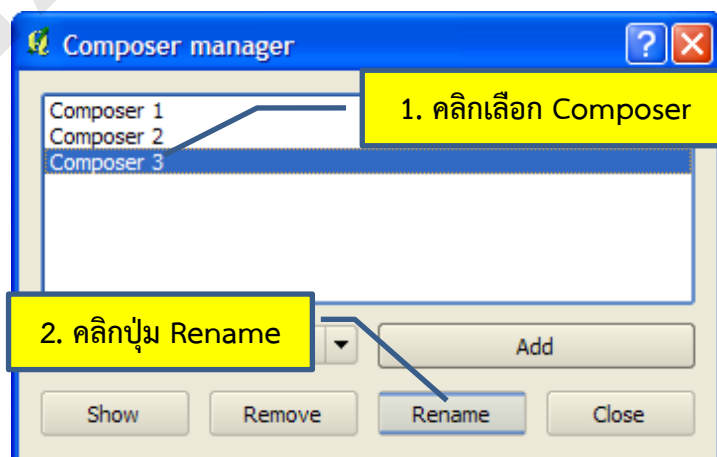 Composer manager
Composer 1
1. คลิกเลือก Composer
Composer 2
Composer 3
2. คลิกปุ่ม Rename
Add
Show Remove Rename Close